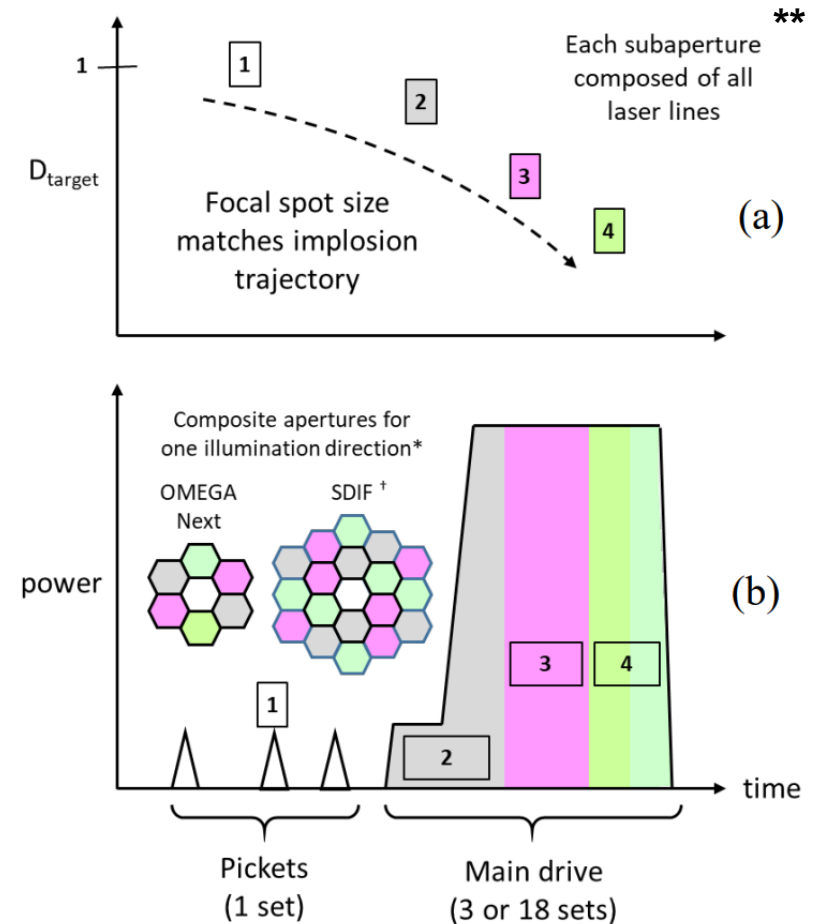 **
1
1
2
Each subaperture
composed of all
laser lines
D_target
3
4
(a)
Focal spot size
matches implosion
trajectory
Composite apertures for
one illumination direction*
OMEGA
Next
SDIF †
power
(b)
1
2
3
4
time
Pickets
(1 set)
Main drive
(3 or 18 sets)